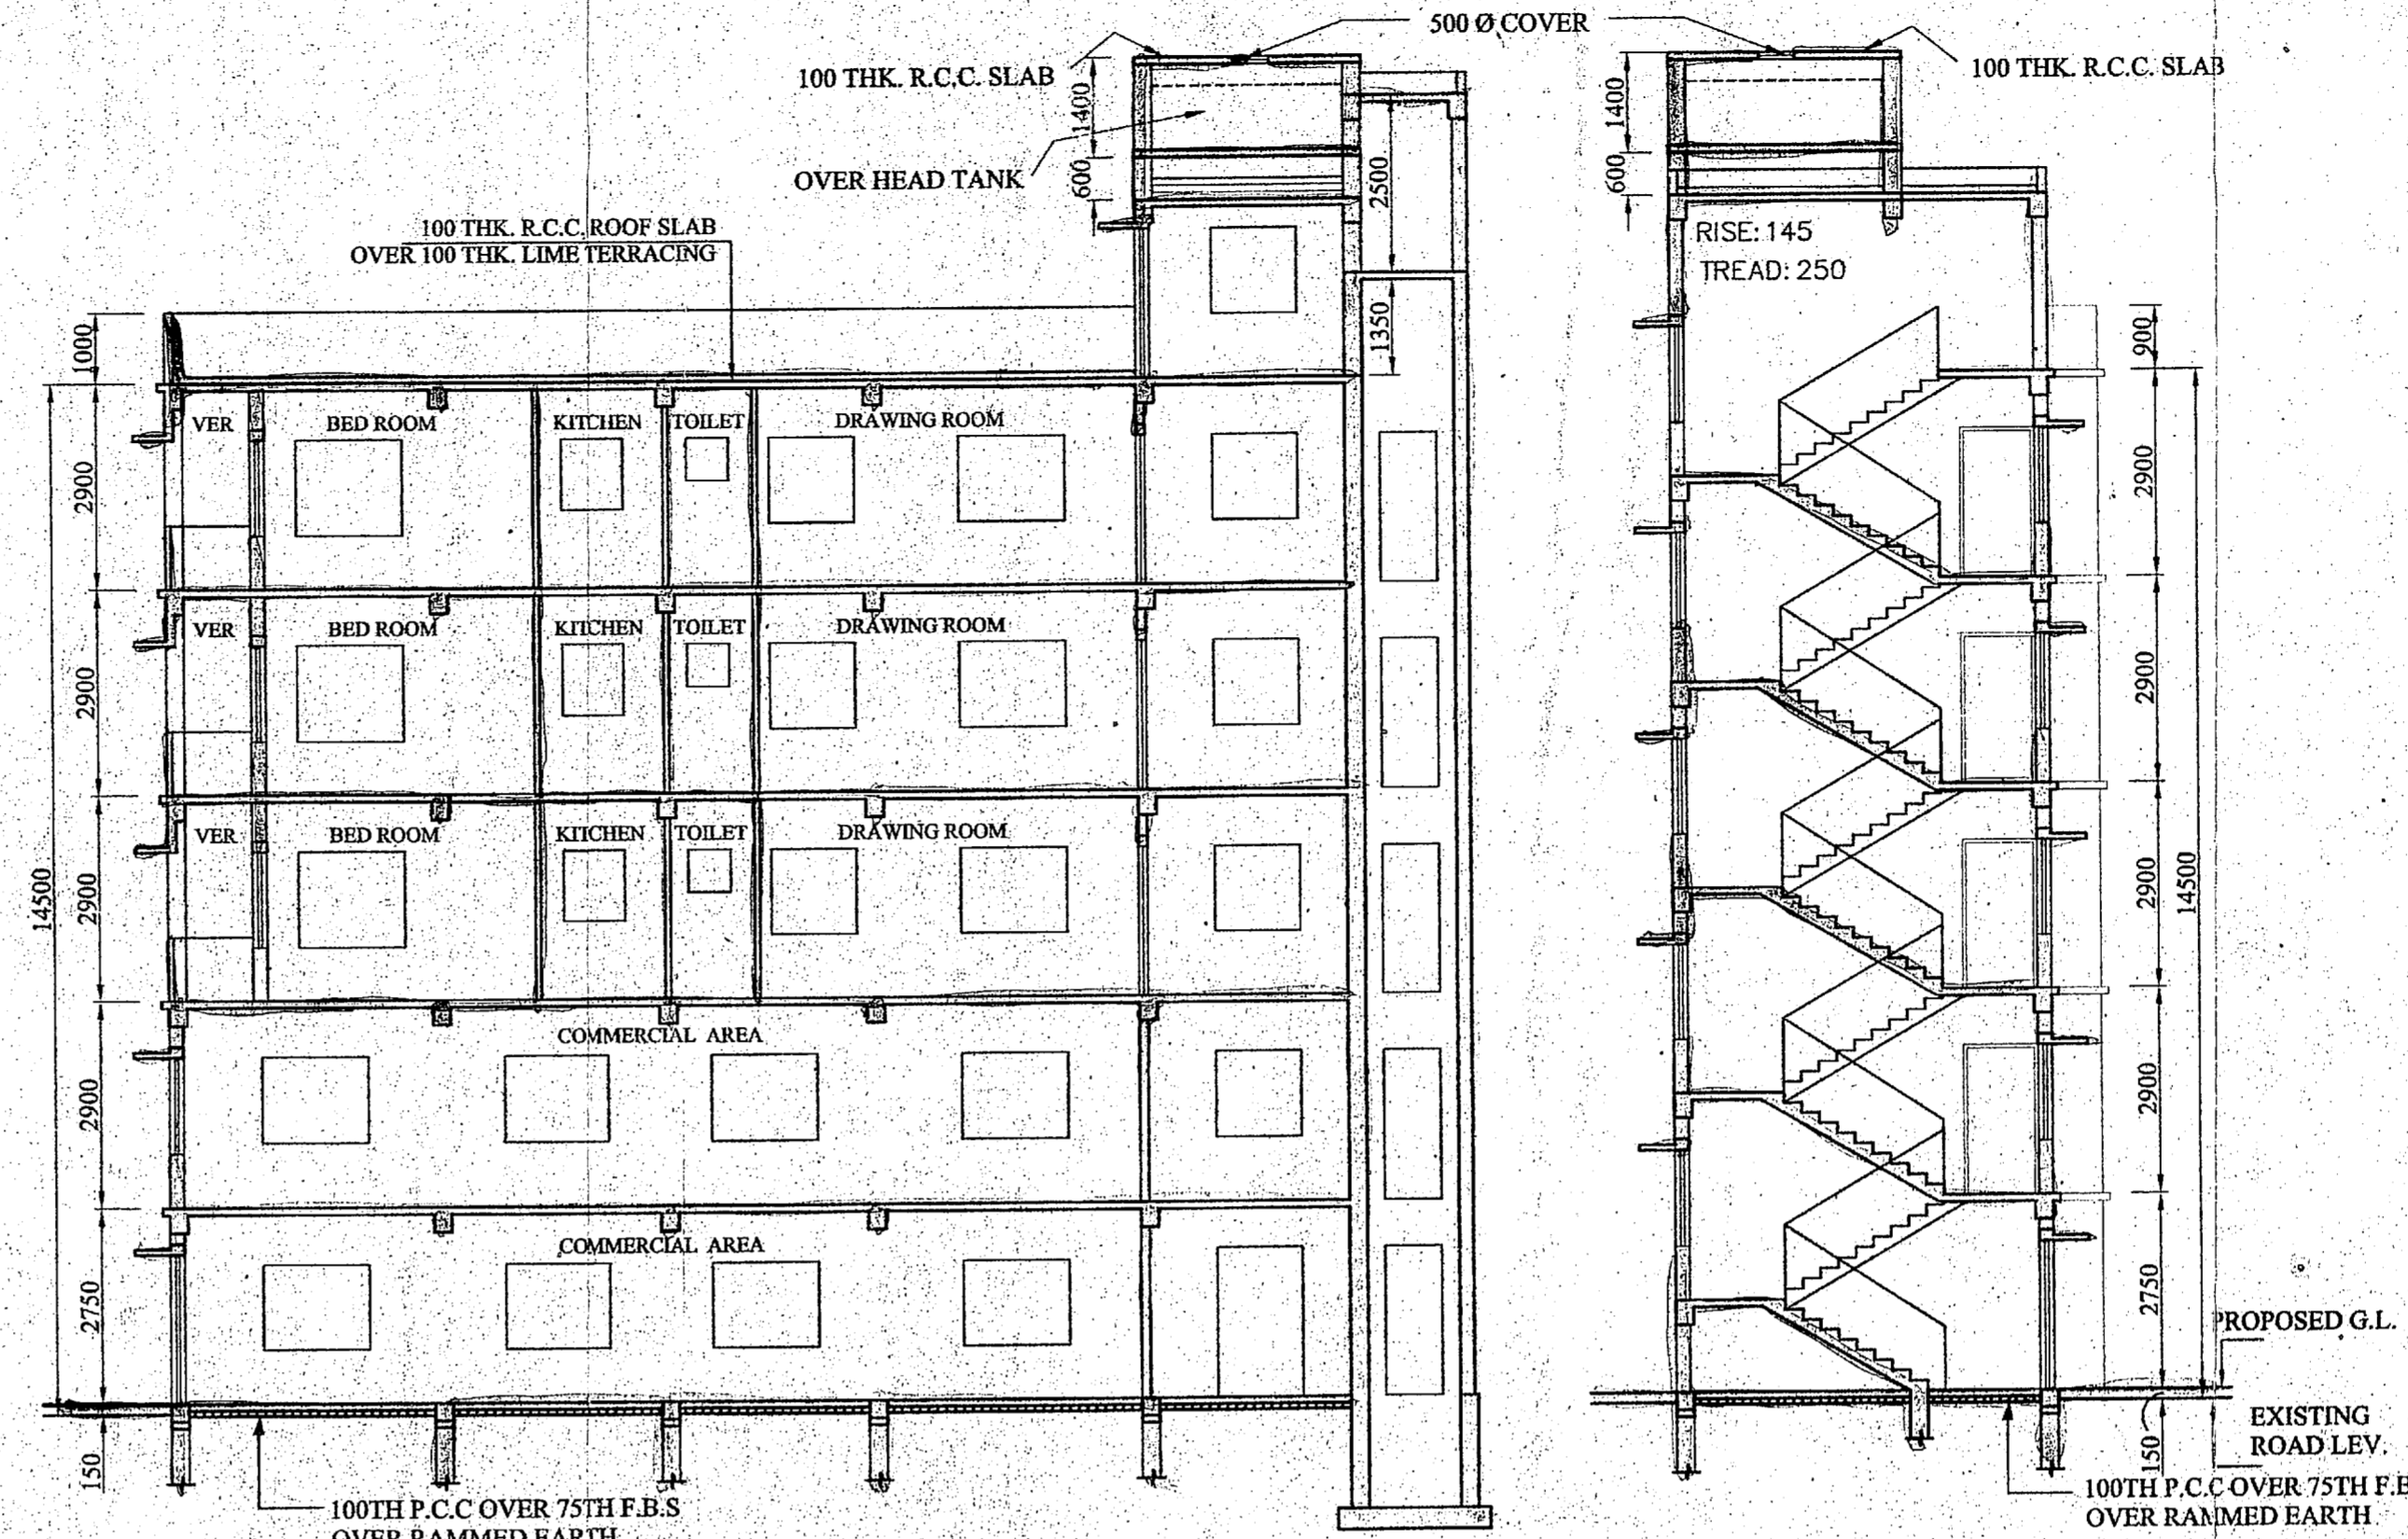 500 Ø COVER
100 THK. R.C.C. SLAB
100 THK. R.C.C. SLAB
1400
1400
OVER HEAD TANK
600
2500
600
100 THK. R.C.C. ROOF SLAB
OVER 100 THK. LIME TERRACING
RISE: 145
TREAD: 250
1000
1350
900
VER
BED ROOM
KITCHEN
TOILET
DRAWING ROOM
2900
2900
VER
BED ROOM
KITCHEN
TOILET
DRAWING ROOM
2900
2900
VER
BED ROOM
KITCHEN
TOILET
DRAWING ROOM
14500
2900
2900
14500
COMMERCIAL AREA
2900
2900
COMMERCIAL AREA
2750
2750
PROPOSED G.L.
150
150
EXISTING
ROAD LEV.
100TH P.C.C OVER 75TH F.B.S
OVER RAMMED EARTH
100TH P.C.C OVER 75TH F.B
OVER RAMMED EARTH